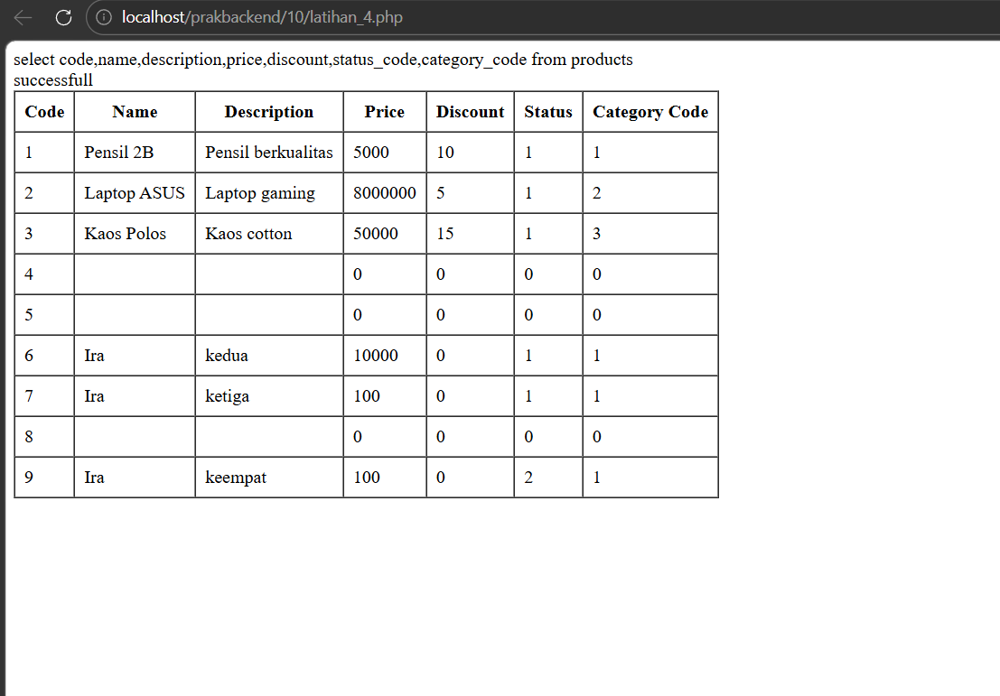 localhost/prakbackend/10/latihan_4.php
select code,name,description,price,discount,status_code,category_code from products
successfull
Code Name Description Price Discount Status Category Code
1 Pensil 2B Pensil berkualitas 5000 10 1 1
2 Laptop ASUS Laptop gaming 8000000 5 1 2
3 Kaos Polos Kaos cotton 50000 15 1 3
4 0 0 0 0
5 0 0 0 0
6 Ira kedua 10000 0 1 1
7 Ira ketiga 100 0 1 1
8 0 0 0 0
9 Ira keempat 100 0 2 1